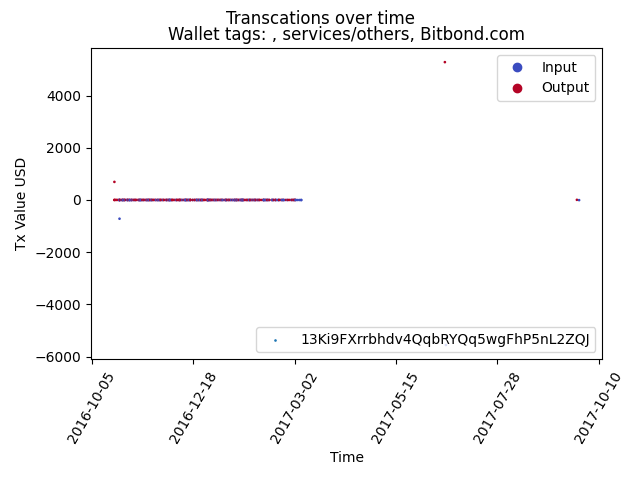 Transcations over time
Wallet tags: , services/others, Bitbond.com
Input
Output
4000
2000
0
−2000
−4000
−6000
Tx Value USD
13Ki9FXrrbhdv4QqbRYQq5wgFhP5nL2ZQJ
2016-10-05
2016-12-18
2017-03-02
2017-05-15
2017-07-28
2017-10-10
Time